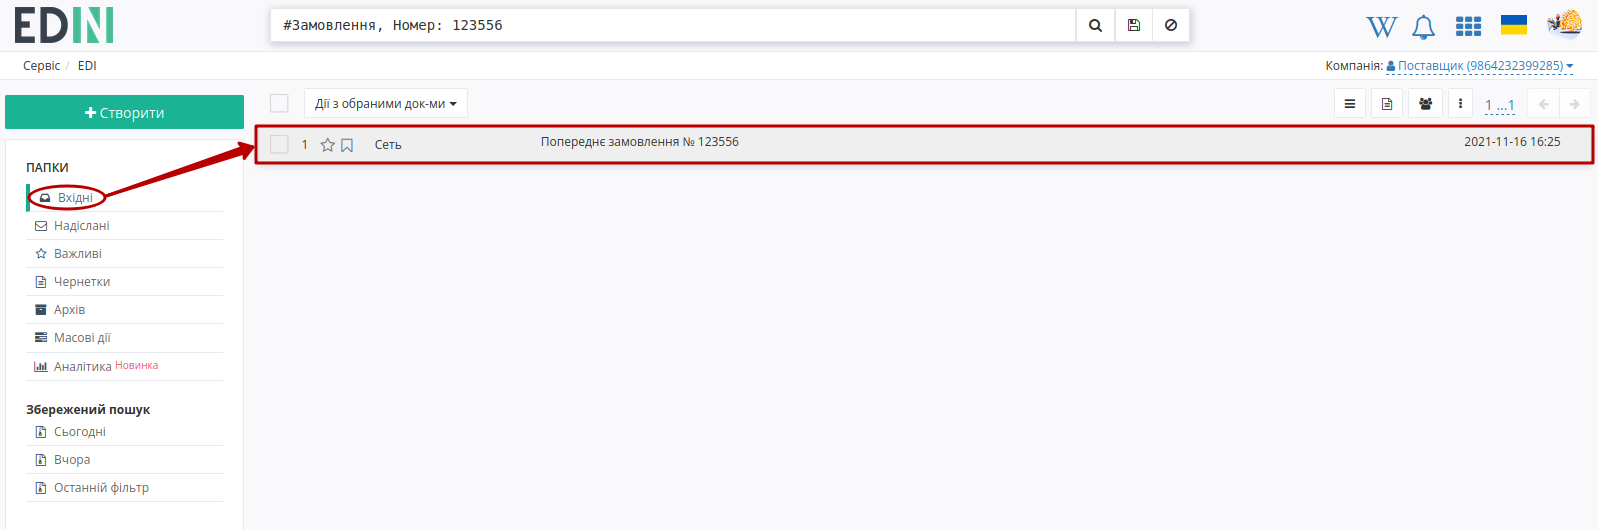 EDIN
#Замовлення, Номер: 123556
W
Сервіс / EDI
Компанія: Поставщик (9864232399285)
Створити
Дії з обраними док-ми
1 ...1
1 Сеть Попереднє замовлення № 123556 2021-11-16 16:25
ПАПКИ
Вхідні
Надіслані
Важливі
Чернетки
Архів
Масові дії
Аналітика Новинка
Збережений пошук
Сьогодні
Вчора
Останній фільтр